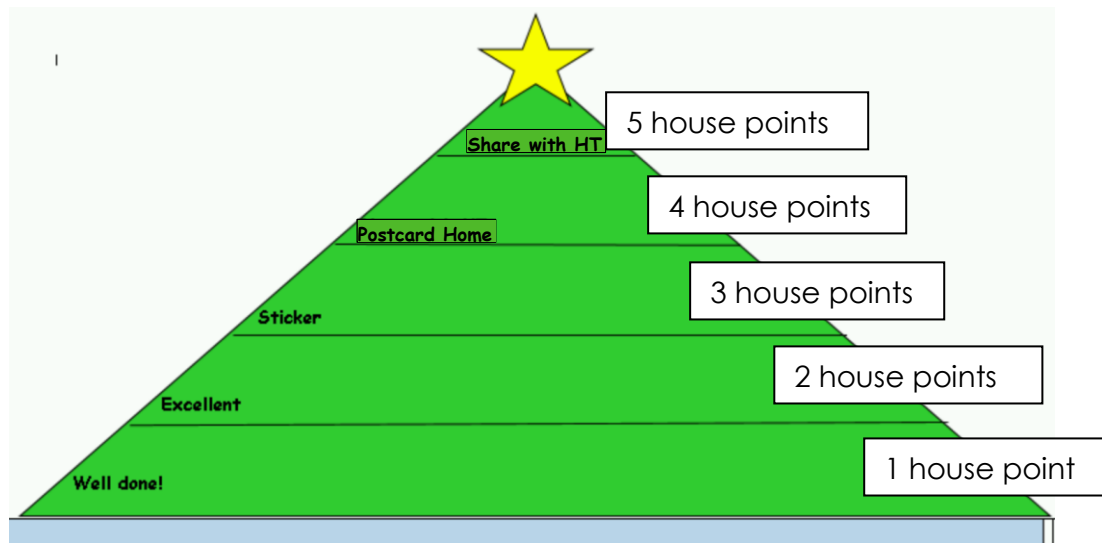 Share with HT
5 house points
Postcard Home
4 house points
Sticker
3 house points
Excellent
2 house points
Well done!
1 house point